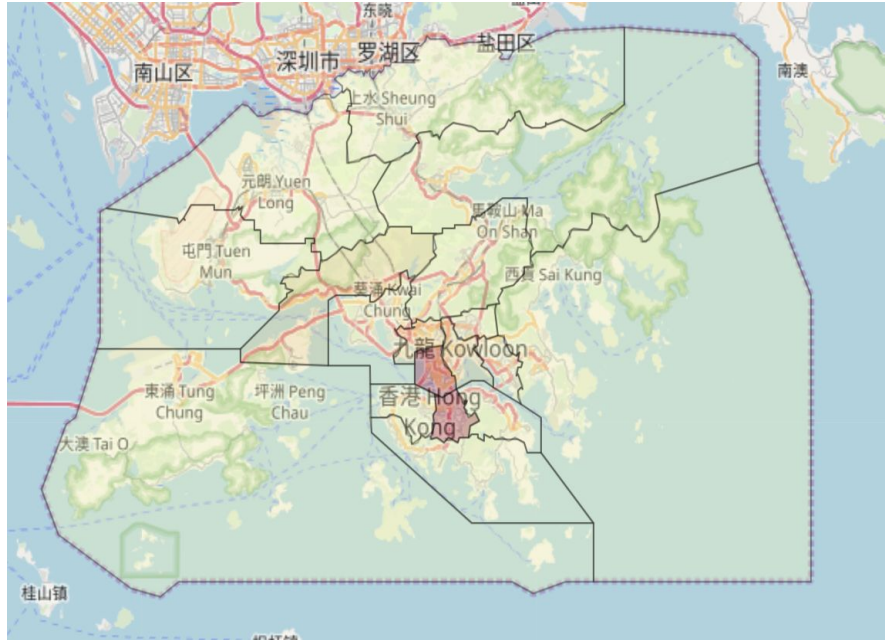 东晓
盐田区
罗湖区
深圳市
南山区
南澳
上水 Sheung
Shui
元朗 Yuen
Long
馬鞍山 Ma
On Shan
屯門 Tuen
Mun
西貢 Sai Kung
葵涌 Kwai
Chung
九龍 Kowloon
東涌 Tung
Chung
坪洲 Peng
Chau
香港 Hong
Kong
大澳 Tai O
桂山镇